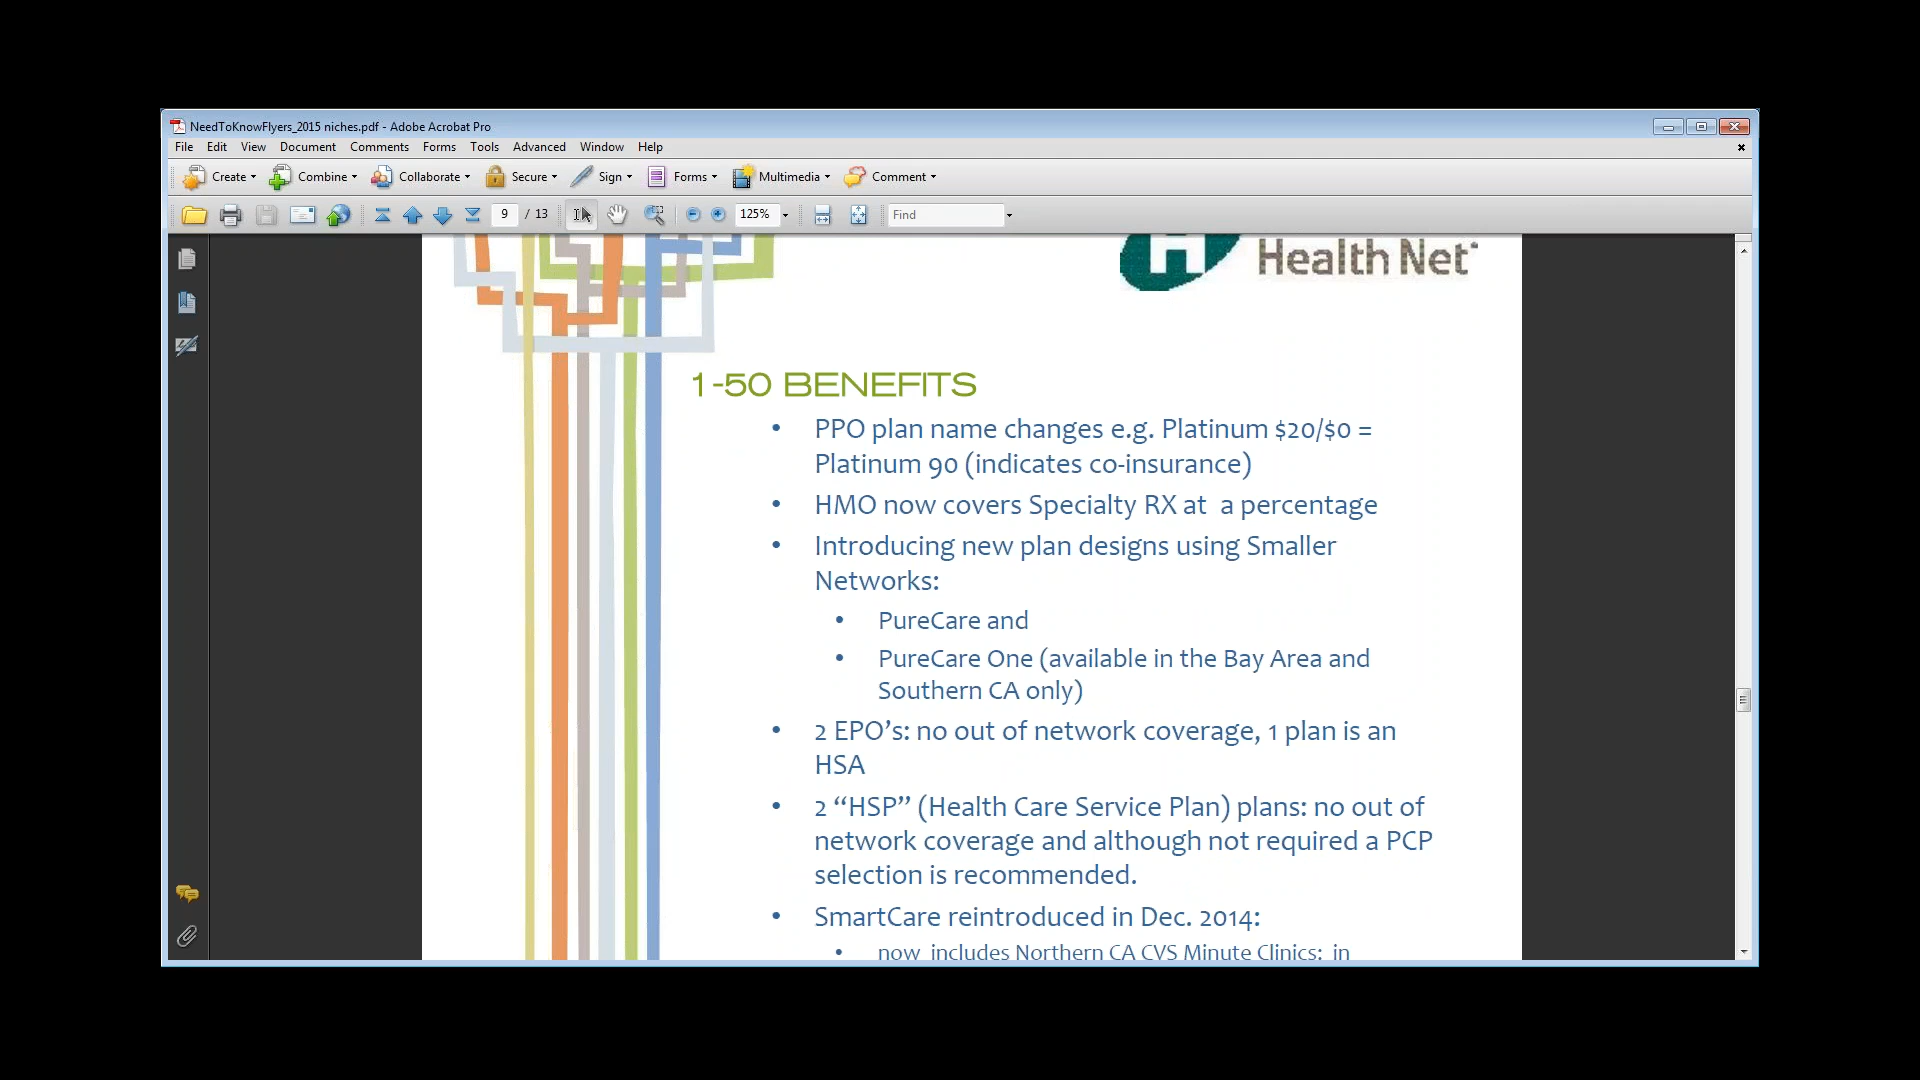 NeedToKnowFlyers_2015 niches.pdf - Adobe Acrobat Pro
File Edit View Document Comments Forms Tools Advanced Window Help
Create Combine Collaborate Secure Sign Forms Multimedia Comment
9 / 13 125% Find
Health Net
1-50 BENEFITS
• PPO plan name changes e.g. Platinum $20/$0 =
Platinum 90 (indicates co-insurance)
• HMO now covers Specialty RX at a percentage
• Introducing new plan designs using Smaller
Networks:
• PureCare and
• PureCare One (available in the Bay Area and
Southern CA only)
• 2 EPO’s: no out of network coverage, 1 plan is an
HSA
• 2 “HSP” (Health Care Service Plan) plans: no out of
network coverage and although not required a PCP
selection is recommended.
• SmartCare reintroduced in Dec. 2014:
• now includes Northern CA CVS Minute Clinics: in